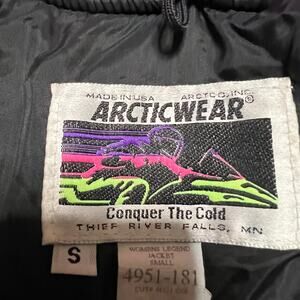 MADE IN USA ARCTCO, INC.
ARCTICWEAR®
Conquer The Cold
THIEF RIVER FALLS, MN
S
WOMENS LEGEND
JACKET
SMALL
4951-181